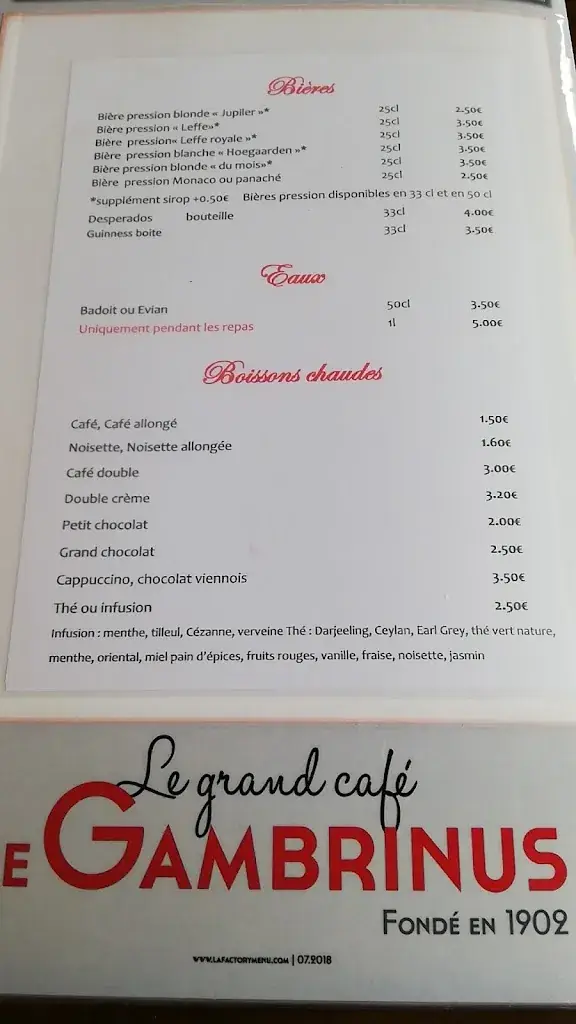 Bières
Bière pression blonde « Jupiler »* 25cl 2.50€
Bière pression « Leffe»* 25cl 3.50€
Bière pression« Leffe royale »* 25cl 3.50€
Bière pression blanche « Hoegaarden »* 25cl 3.50€
Bière pression blonde « du mois»* 25cl 3.50€
Bière pression Monaco ou panaché 25cl 2.50€
*supplément sirop +0.50€ Bières pression disponibles en 33 cl et en 50 cl
Desperados bouteille 33cl 4.00€
Guinness boite 33cl 3.50€
Eaux
Badoit ou Evian 50cl 3.50€
Uniquement pendant les repas 1l 5.00€
Boissons chaudes
Café, Café allongé 1.50€
Noisette, Noisette allongée 1.60€
Café double 3.00€
Double crème 3.20€
Petit chocolat 2.00€
Grand chocolat 2.50€
Cappuccino, chocolat viennois 3.50€
Thé ou infusion 2.50€
Infusion : menthe, tilleul, Cézanne, verveine Thé : Darjeeling, Ceylan, Earl Grey, thé vert nature,
menthe, oriental, miel pain d'épices, fruits rouges, vanille, fraise, noisette, jasmin
Le grand café
E GAMBRINUS
FONDÉ EN 1902
WWW.LAFACTORYMENU.COM | 07.2018